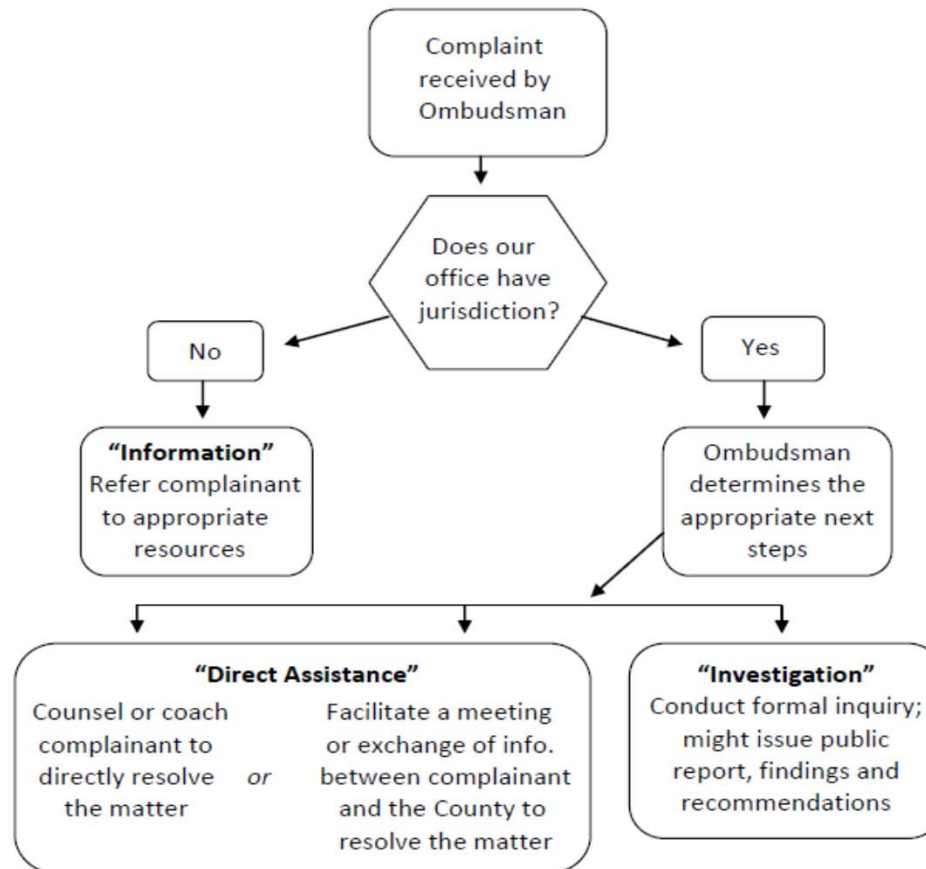 Complaint
received by
Ombudsman
Does our
office have
jurisdiction?
No
Yes
“Information”
Refer complainant
to appropriate
resources
Ombudsman
determines the
appropriate next
steps
“Direct Assistance”
Counsel or coach
complainant to
directly resolve
the matter
or
Facilitate a meeting
or exchange of info.
between complainant
and the County to
resolve the matter
“Investigation”
Conduct formal inquiry;
might issue public
report, findings and
recommendations